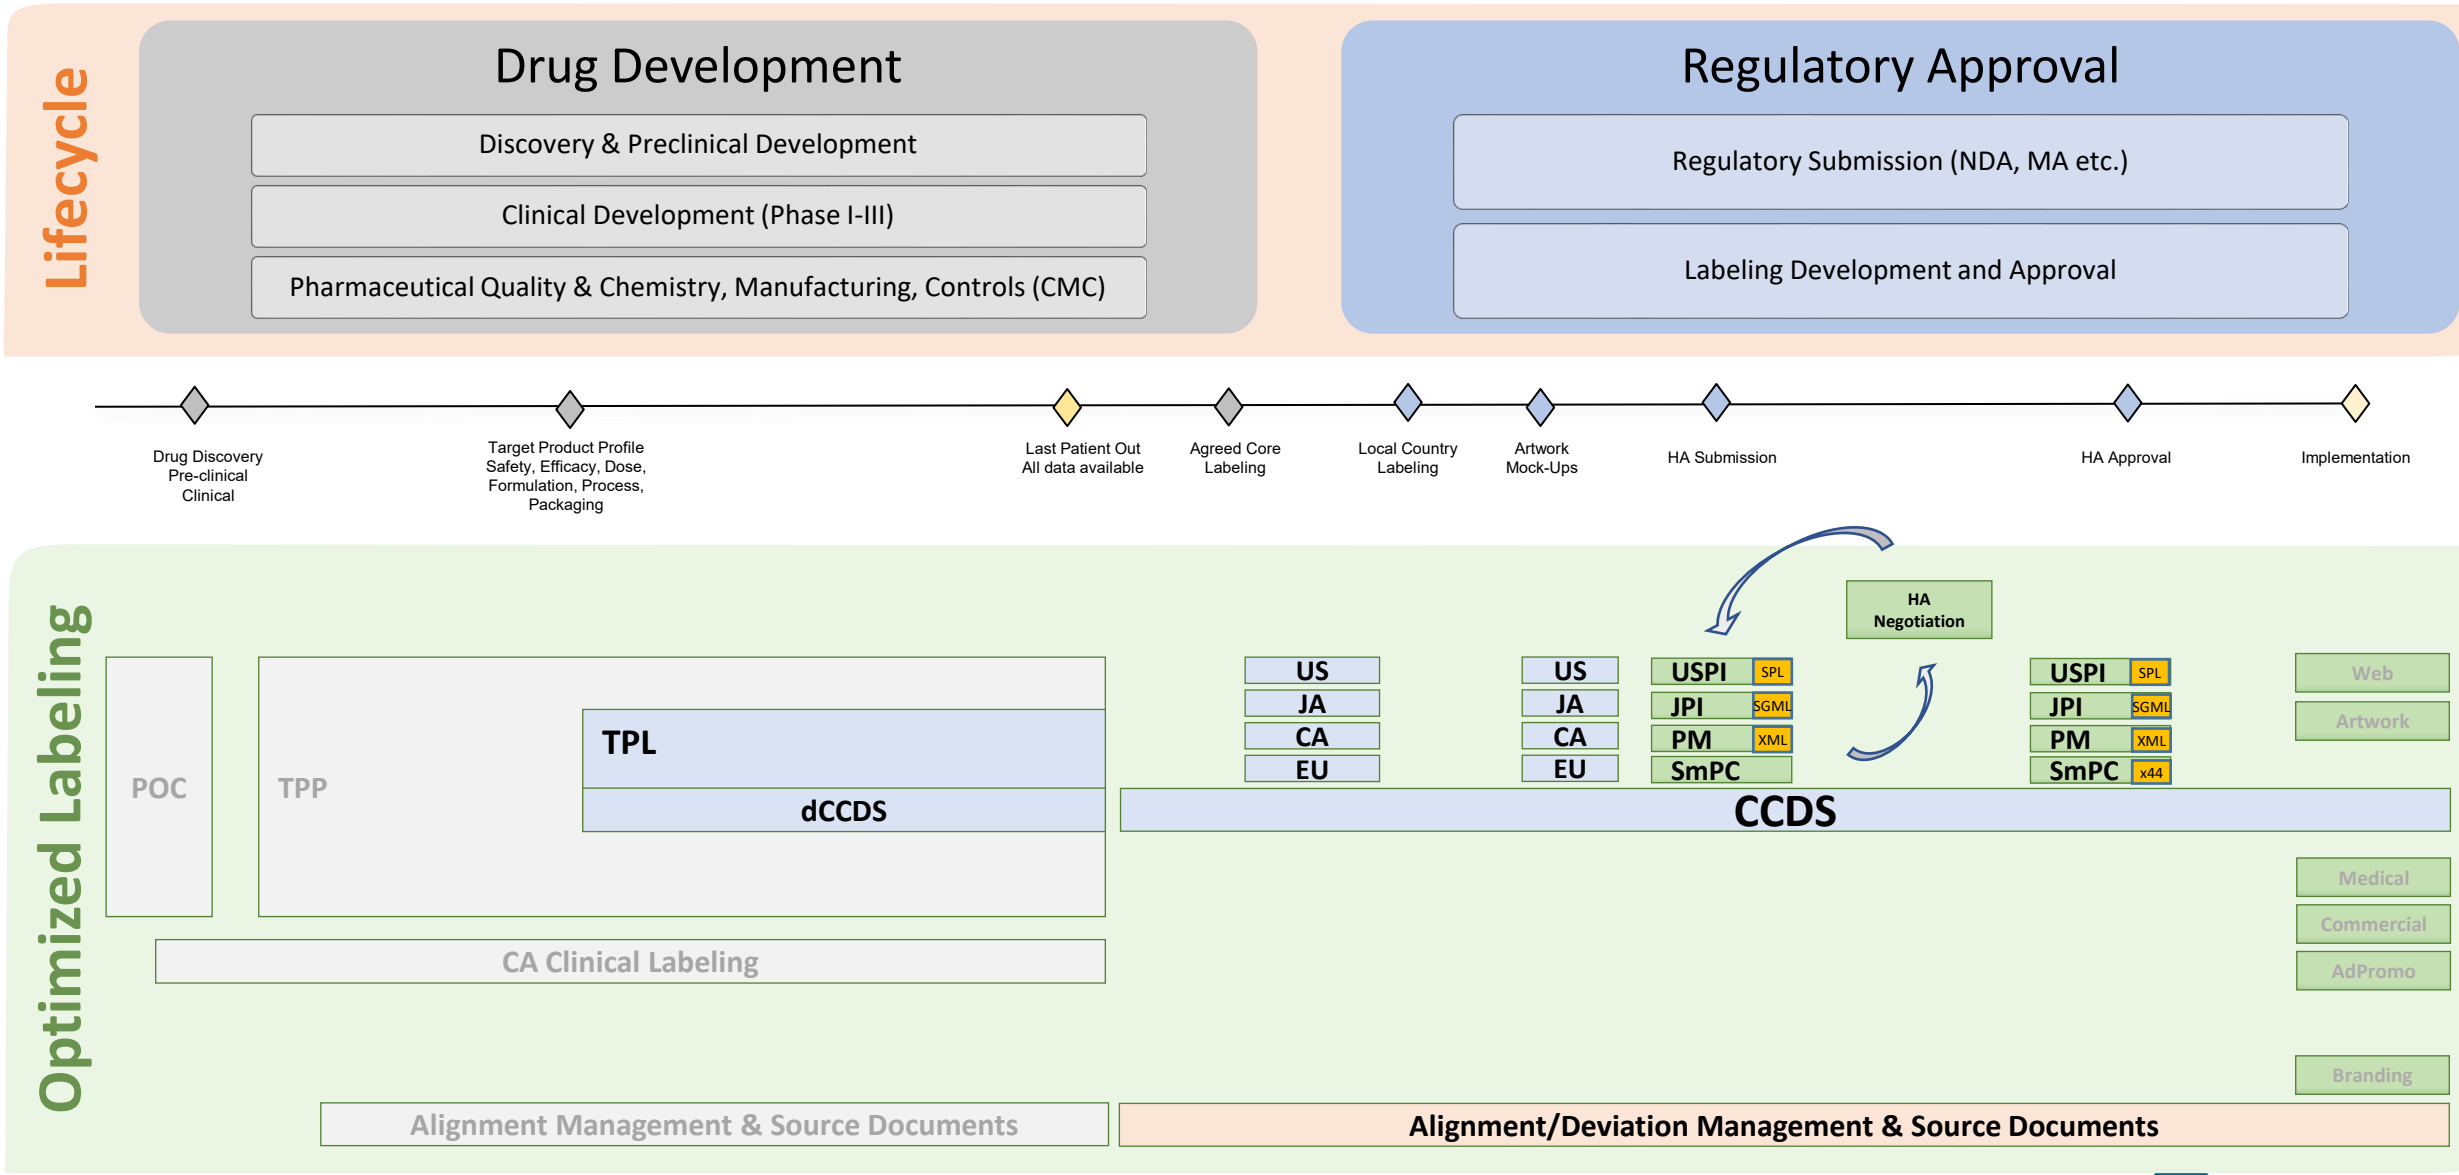 Lifecycle
Drug Development
Discovery & Preclinical Development
Clinical Development (Phase I-III)
Pharmaceutical Quality & Chemistry, Manufacturing, Controls (CMC)
Regulatory Approval
Regulatory Submission (NDA, MA etc.)
Labeling Development and Approval
Drug Discovery
Pre-clinical
Clinical
Target Product Profile
Safety, Efficacy, Dose,
Formulation, Process,
Packaging
Last Patient Out
All data available
Agreed Core
Labeling
Local Country
Labeling
Artwork
Mock-Ups
HA Submission
HA Approval
Implementation
Optimized Labeling
POC
TPP
TPL
dCCDS
CA Clinical Labeling
Alignment Management & Source Documents
US
JA
CA
EU
US
JA
CA
EU
USPI SPL
JPI SGML
PM XML
SmPC
HA
Negotiation
USPI SPL
JPI SGML
PM XML
SmPC x44
CCDS
Web
Artwork
Medical
Commercial
AdPromo
Branding
Alignment/Deviation Management & Source Documents